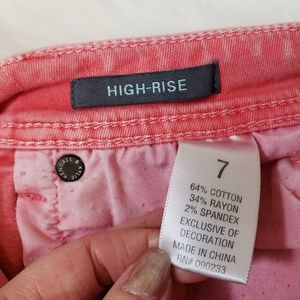 HIGH-RISE
7
64% COTTON
34% RAYON
2% SPANDEX
EXCLUSIVE OF
DECORATION
MADE IN CHINA
RN# 090233